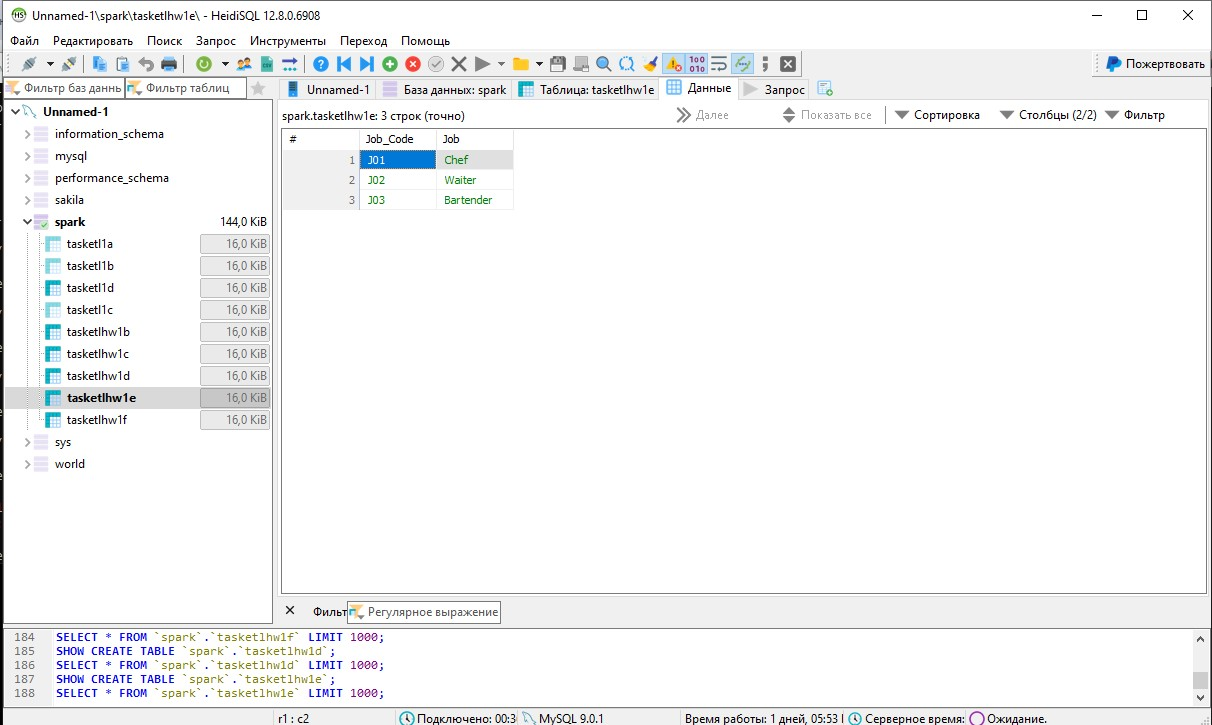 Unnamed-1\spark\tasketlhw1e\ - HeidiSQL 12.8.0.6908
Файл Редактировать Поиск Запрос Инструменты Переход Помощь
Пожертвовать
Фильтр баз данн Фильтр таблиц
Unnamed-1 База данных: spark Таблица: tasketlhw1e Данные Запрос
Unnamed-1
information_schema
mysql
performance_schema
sakila
spark 144,0 KiB
tasketl1a 16,0 KiB
tasketl1b 16,0 KiB
tasketl1d 16,0 KiB
tasketl1c 16,0 KiB
tasketlhw1b 16,0 KiB
tasketlhw1c 16,0 KiB
tasketlhw1d 16,0 KiB
tasketlhw1e 16,0 KiB
tasketlhw1f 16,0 KiB
sys
world
spark.tasketlhw1e: 3 строк (точно) Далее Показать все Сортировка Столбцы (2/2) Фильтр
# Job_Code Job
1 J01 Chef
2 J02 Waiter
3 J03 Bartender
Фильт Регулярное выражение
184 SELECT * FROM `spark`.`tasketlhw1f` LIMIT 1000;
185 SHOW CREATE TABLE `spark`.`tasketlhw1d`;
186 SELECT * FROM `spark`.`tasketlhw1d` LIMIT 1000;
187 SHOW CREATE TABLE `spark`.`tasketlhw1e`;
188 SELECT * FROM `spark`.`tasketlhw1e` LIMIT 1000;
r1 : c2 Подключено: 00:3 MySQL 9.0.1 Время работы: 1 дней, 05:53 Серверное время: Ожидание.